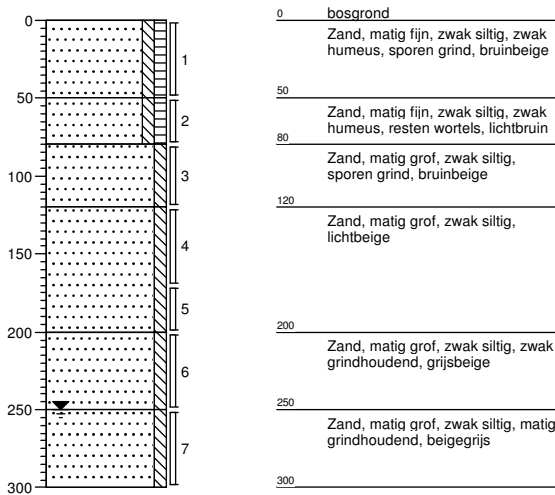 0
50
100
150
200
250
300
1
2
3
4
5
6
7
0 bosgrond
Zand, matig fijn, zwak siltig, zwak
humeus, sporen grind, bruinbeige
50
Zand, matig fijn, zwak siltig, zwak
humeus, resten wortels, lichtbruin
80
Zand, matig grof, zwak siltig,
sporen grind, bruinbeige
120
Zand, matig grof, zwak siltig,
lichtbeige
200
Zand, matig grof, zwak siltig, zwak
grindhoudend, grijsbeige
250
Zand, matig grof, zwak siltig, matig
grindhoudend, beigegrijs
300